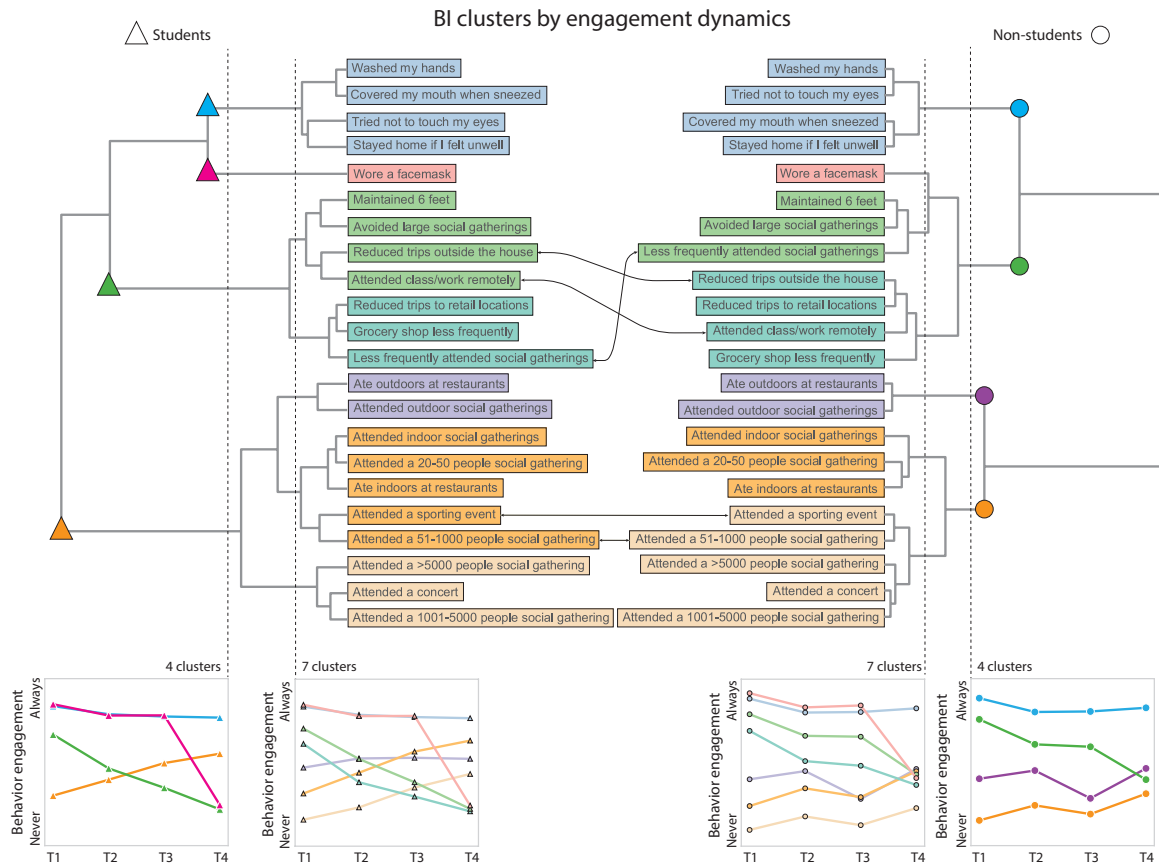 BI clusters by engagement dynamics
Students
Non-students
Washed my hands
Covered my mouth when sneezed
Tried not to touch my eyes
Stayed home if I felt unwell
Wore a facemask
Maintained 6 feet
Avoided large social gatherings
Reduced trips outside the house
Attended class/work remotely
Reduced trips to retail locations
Grocery shop less frequently
Less frequently attended social gatherings
Ate outdoors at restaurants
Attended outdoor social gatherings
Attended indoor social gatherings
Attended a 20-50 people social gathering
Ate indoors at restaurants
Attended a sporting event
Attended a 51-1000 people social gathering
Attended a >5000 people social gathering
Attended a concert
Attended a 1001-5000 people social gathering
Washed my hands
Tried not to touch my eyes
Covered my mouth when sneezed
Stayed home if I felt unwell
Wore a facemask
Maintained 6 feet
Avoided large social gatherings
Less frequently attended social gatherings
Reduced trips outside the house
Reduced trips to retail locations
Attended class/work remotely
Grocery shop less frequently
Ate outdoors at restaurants
Attended outdoor social gatherings
Attended indoor social gatherings
Attended a 20-50 people social gathering
Ate indoors at restaurants
Attended a sporting event
Attended a 51-1000 people social gathering
Attended a >5000 people social gathering
Attended a concert
Attended a 1001-5000 people social gathering
4 clusters
Behavior engagement
Always
Never
T1 T2 T3 T4
7 clusters
Behavior engagement
Always
Never
T1 T2 T3 T4
7 clusters
Behavior engagement
Always
Never
T1 T2 T3 T4
4 clusters
Behavior engagement
Always
Never
T1 T2 T3 T4